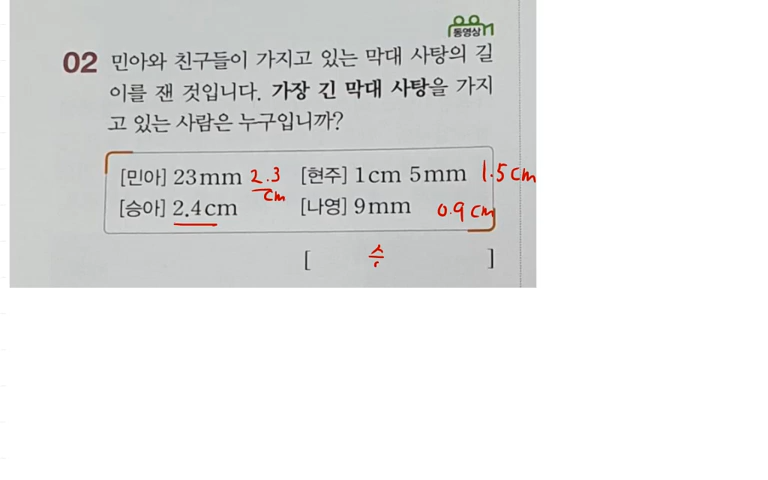 동영상
02 민아와 친구들이 가지고 있는 막대 사탕의 길
이를 잰 것입니다. 가장 긴 막대 사탕을 가지
고 있는 사람은 누구입니까?
[민아] 23mm 2.3 cm [현주] 1cm 5mm 1.5cm
[승아] 2.4cm [나영] 9mm 0.9cm
[ ]